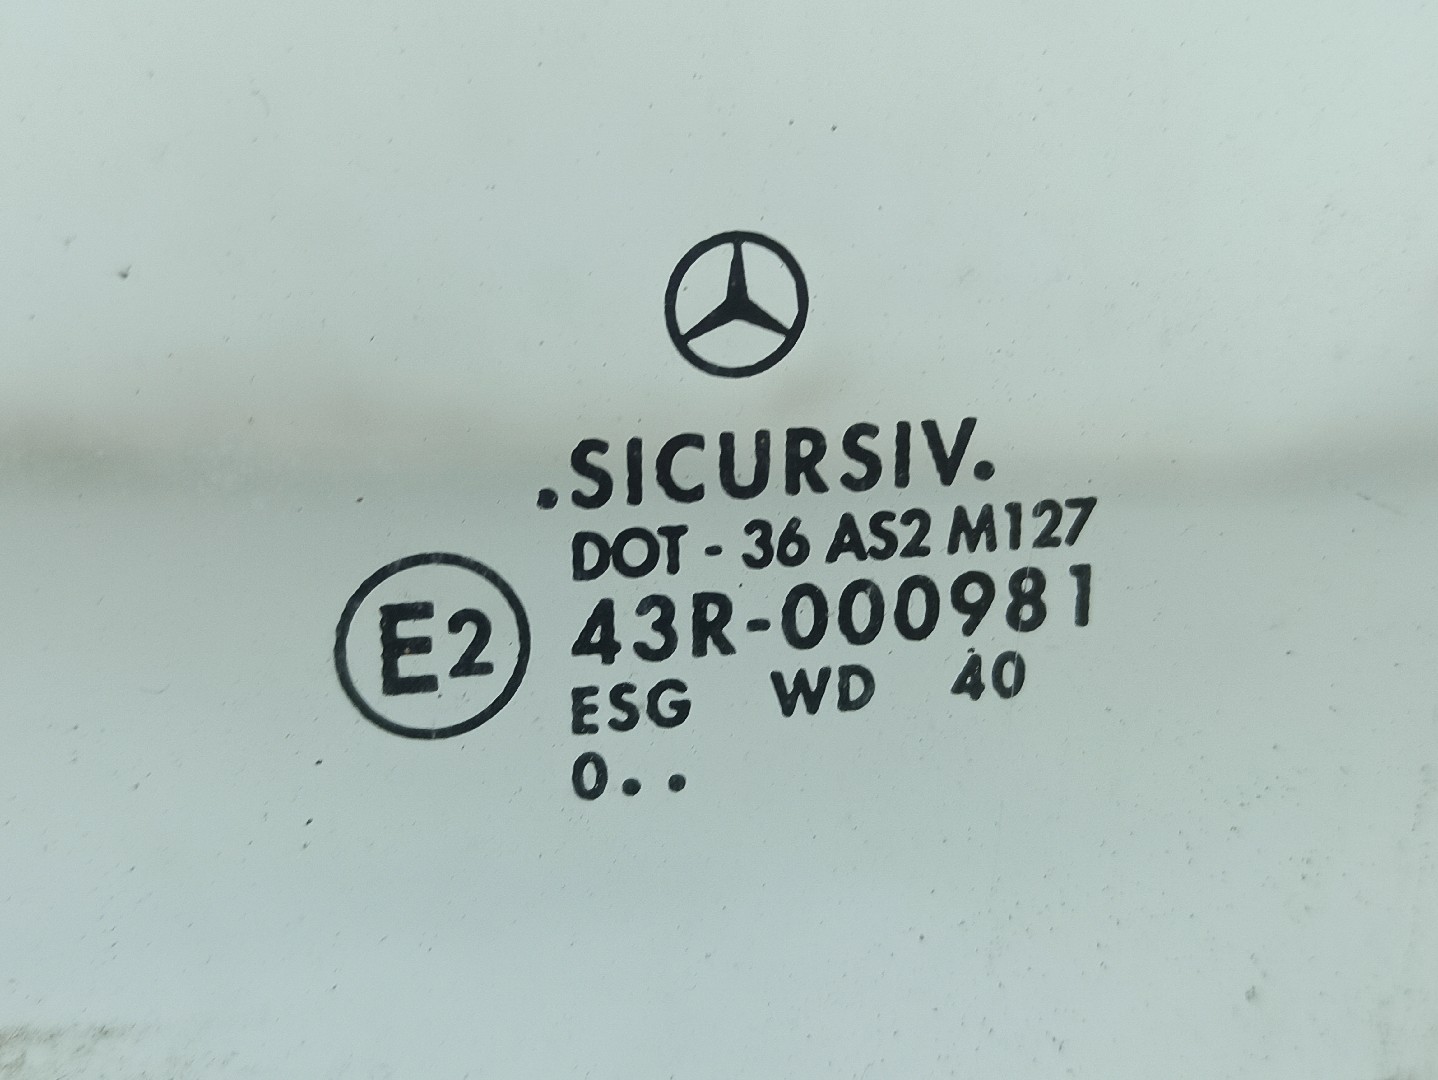 .SICURSIV.
DOT - 36 AS2 M127
E2 43R-000981
ESG WD 40
0..